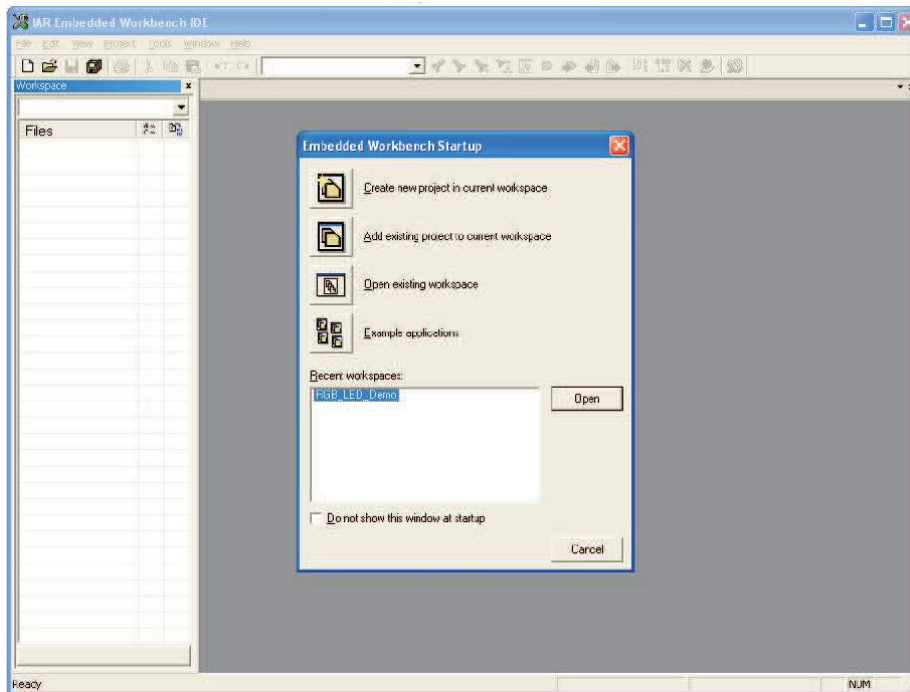 IAR Embedded Workbench IDE
File Edit View Project Tools Window Help
Workspace
Files
Embedded Workbench Startup
Create new project in current workspace
Add existing project to current workspace
Open existing workspace
Example applications
Recent workspaces:
RGB_LED_Demo
Open
Do not show this window at startup
Cancel
Ready
NUM